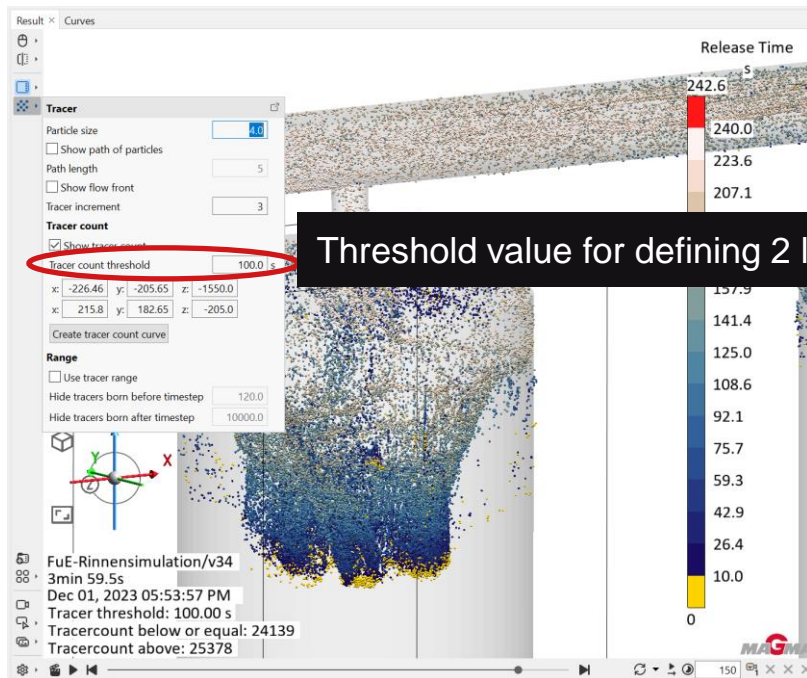 Result × Curves
Release Time
s
242.6
Tracer
Particle size 4.0
Show path of particles
Path length 5
Show flow front
Tracer increment 3
Tracer count
Tracer count threshold 100.0 s
x: -226.46 y: -205.65 z: -1550.0
x: 215.8 y: 182.65 z: -205.0
Create tracer count curve
Range
Use tracer range
Hide tracers born before timestep 120.0
Hide tracers born after timestep 10000.0
Threshold value for defining 2
240.0
223.6
207.1
141.4
125.0
108.6
92.1
75.7
59.3
42.9
26.4
10.0
0
Y
X
Z
FuE-Rinnensimulation/v34
3min 59.5s
Dec 01, 2023 05:53:57 PM
Tracer threshold: 100.00 s
Tracercount below or equal: 24139
Tracercount above: 25378
150